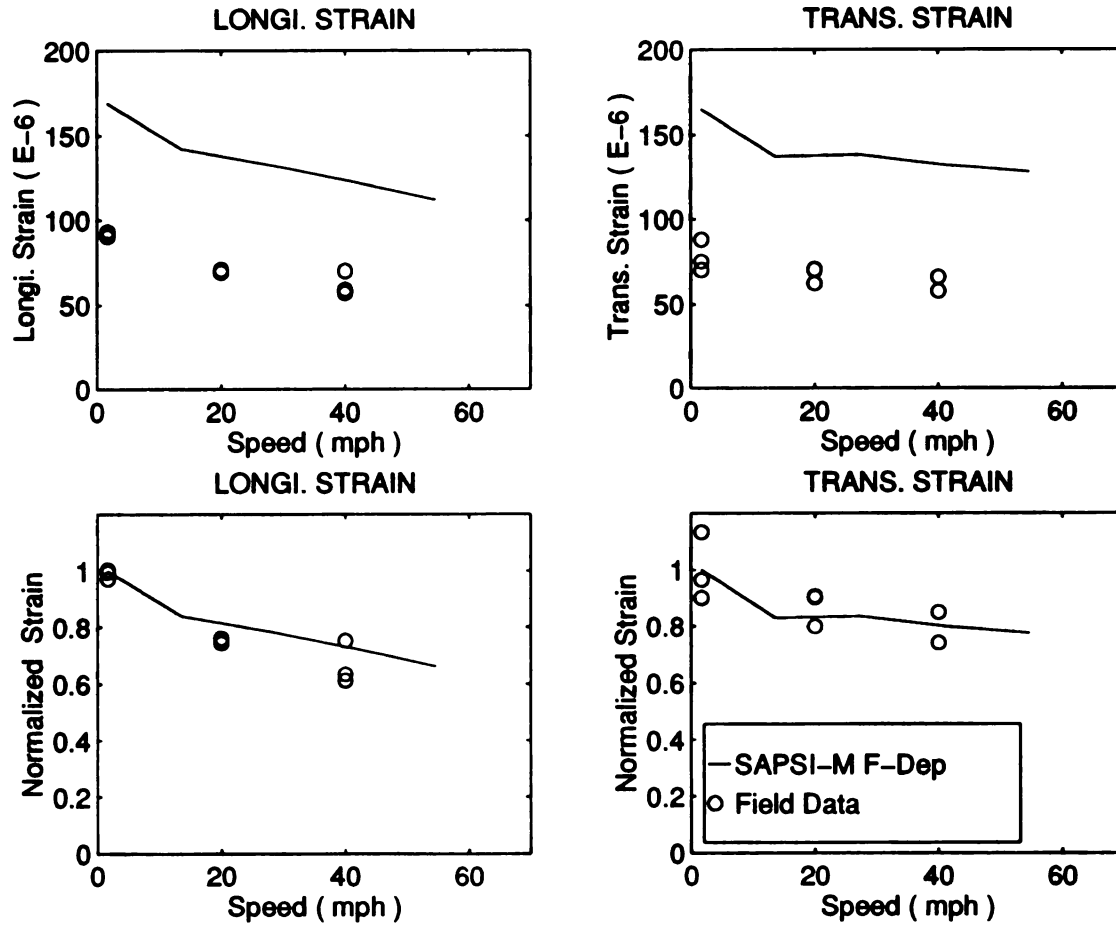 LONGI. STRAIN
200
150
100
50
0
Longi. Strain ( E-6 )
0 20 40 60
Speed ( mph )
TRANS. STRAIN
200
150
100
50
0
Trans. Strain ( E-6 )
0 20 40 60
Speed ( mph )
LONGI. STRAIN
1
0.8
0.6
0.4
0.2
0
Normalized Strain
0 20 40 60
Speed ( mph )
TRANS. STRAIN
1
0.8
0.6
0.4
0.2
0
Normalized Strain
SAPSI-M F-Dep
Field Data
0 20 40 60
Speed ( mph )